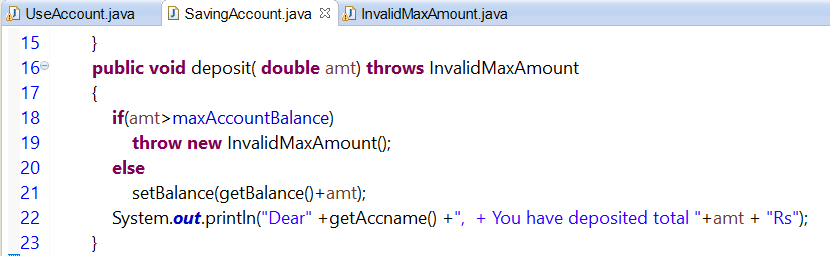 UseAccount.java SavingAccount.java InvalidMaxAmount.java
15 }
16 public void deposit( double amt) throws InvalidMaxAmount
17 {
18 if(amt>maxAccountBalance)
19 throw new InvalidMaxAmount();
20 else
21 setBalance(getBalance()+amt);
22 System.out.println("Dear" +getAccname() +",  + You have deposited total "+amt + "Rs");
23 }